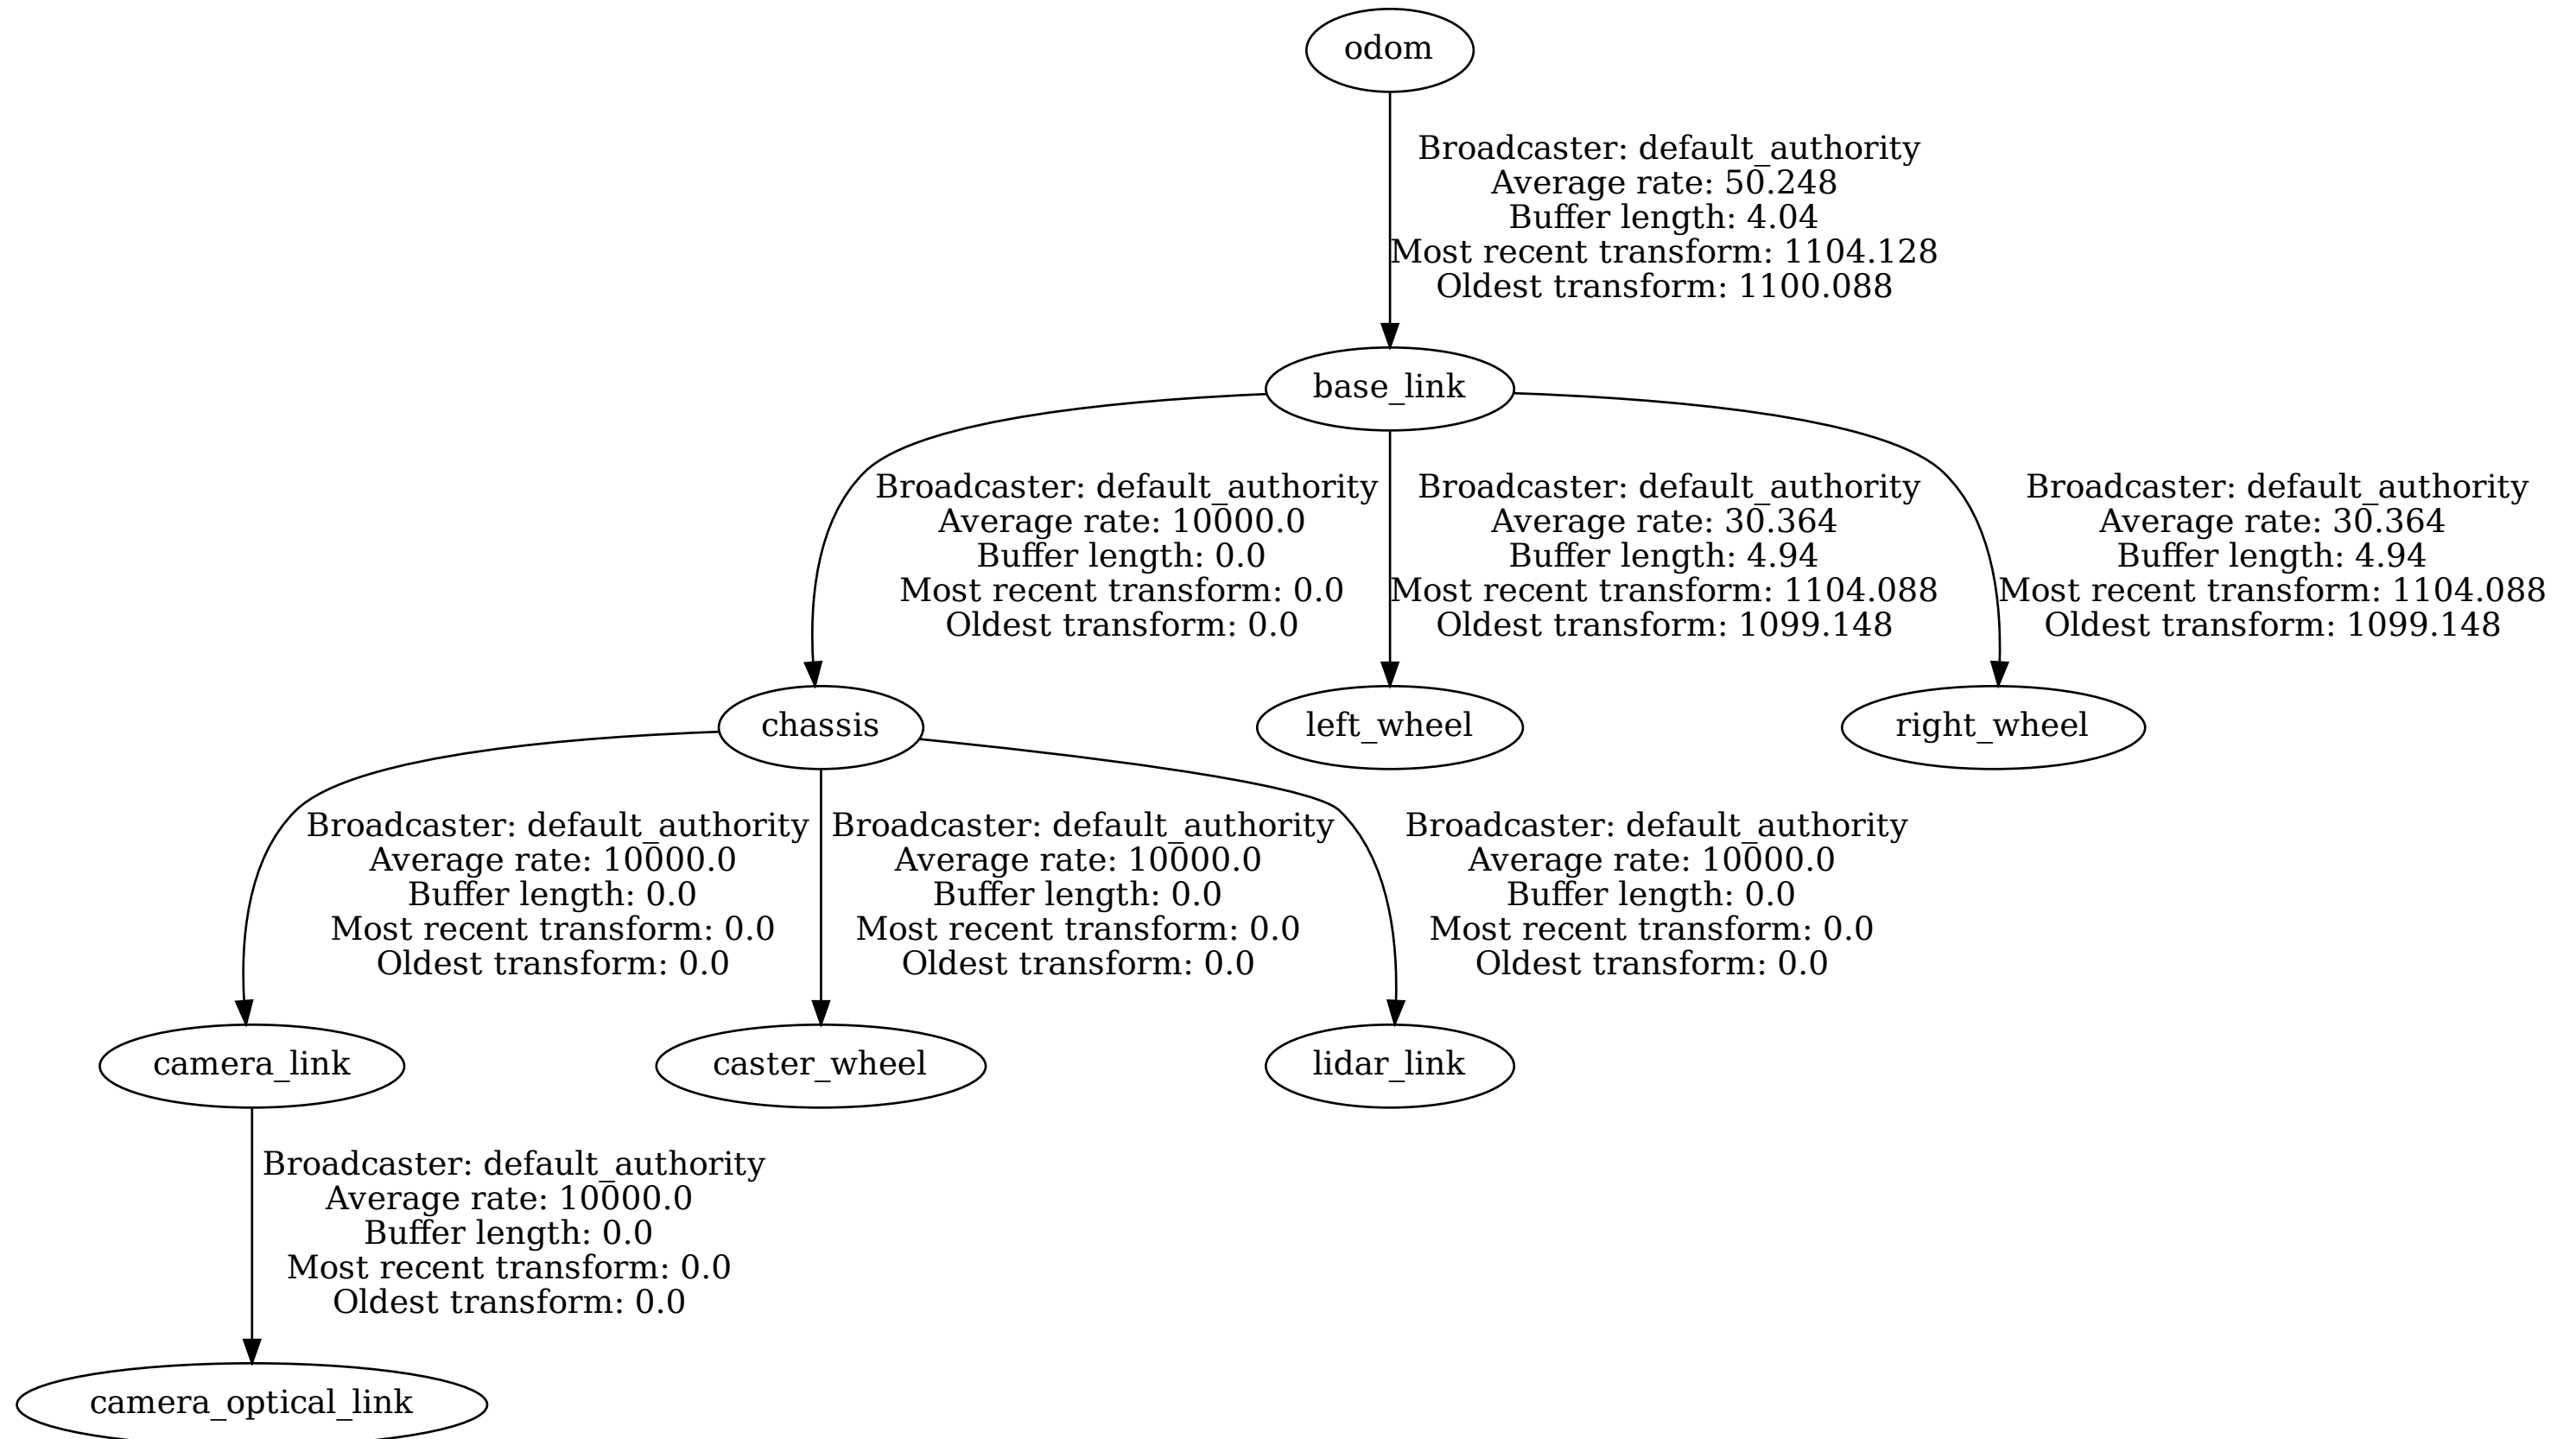 odom
Broadcaster: default_authority
Average rate: 50.248
Buffer length: 4.04
Most recent transform: 1104.128
Oldest transform: 1100.088
base_link
Broadcaster: default_authority
Average rate: 10000.0
Buffer length: 0.0
Most recent transform: 0.0
Oldest transform: 0.0
Broadcaster: default_authority
Average rate: 30.364
Buffer length: 4.94
Most recent transform: 1104.088
Oldest transform: 1099.148
Broadcaster: default_authority
Average rate: 30.364
Buffer length: 4.94
Most recent transform: 1104.088
Oldest transform: 1099.148
chassis
left_wheel
right_wheel
Broadcaster: default_authority
Average rate: 10000.0
Buffer length: 0.0
Most recent transform: 0.0
Oldest transform: 0.0
Broadcaster: default_authority
Average rate: 10000.0
Buffer length: 0.0
Most recent transform: 0.0
Oldest transform: 0.0
Broadcaster: default_authority
Average rate: 10000.0
Buffer length: 0.0
Most recent transform: 0.0
Oldest transform: 0.0
camera_link
caster_wheel
lidar_link
Broadcaster: default_authority
Average rate: 10000.0
Buffer length: 0.0
Most recent transform: 0.0
Oldest transform: 0.0
camera_optical_link